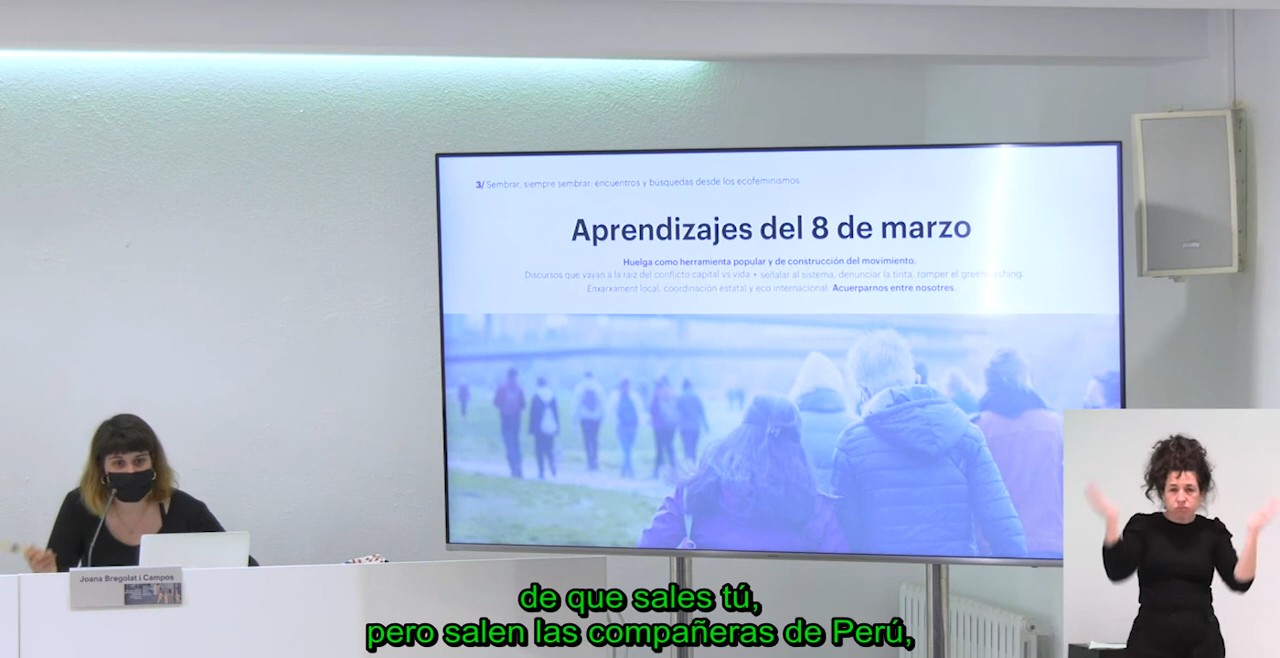 3/ Sembrar, siempre sembrar: encuentros y busquedas desde los ecofeminismos
Aprendizajes del 8 de marzo
Huelga como herramienta popular y de construcción del movimiento.
Discursos que vayan a la raíz del conflicto capital vs vida • señalar al sistema, denunciar la tirita, romper el
Enxarxament local, coordinación estatal y eco internacional. Acuerparnos entre nosotres.
Joana Bregolat i Campos
de que sales tú,
pero salen las compañeras de Perú,